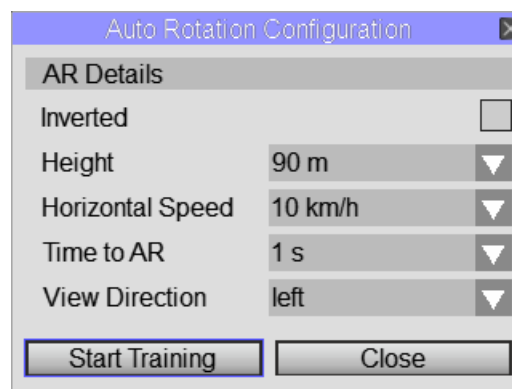 Auto Rotation Configuration
AR Details
Inverted
Height 90 m
Horizontal Speed 10 km/h
Time to AR 1 s
View Direction left
Start Training Close